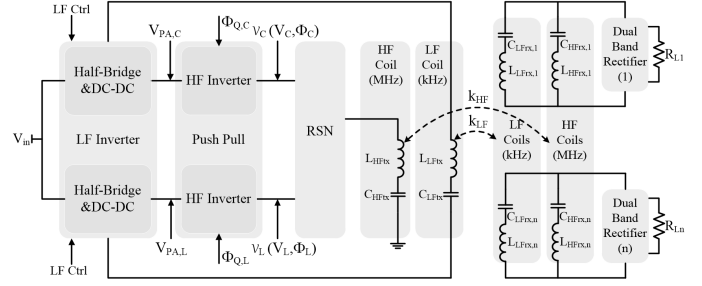 LF Ctrl
V_PA,C
Φ_Q,C
V_C (V_C,Φ_C)
HF
Coil
(MHz)
LF
Coil
(kHz)
C_LFrx,1
C_HFrx,1
L_LFrx,1
L_HFrx,1
Dual
Band
Rectifier
(1)
R_L1
Half-Bridge
&DC-DC
HF Inverter
k_HF
k_LF
V_in
LF Inverter
Push Pull
RSN
LF
Coils
(kHz)
HF
Coils
(MHz)
L_HFtx
L_LFtx
C_HFtx
C_LFtx
Half-Bridge
&DC-DC
HF Inverter
C_LFrx,n
C_HFrx,n
L_LFrx,n
L_HFrx,n
Dual
Band
Rectifier
(n)
R_Ln
LF Ctrl
V_PA,L
Φ_Q,L
V_L (V_L,Φ_L)